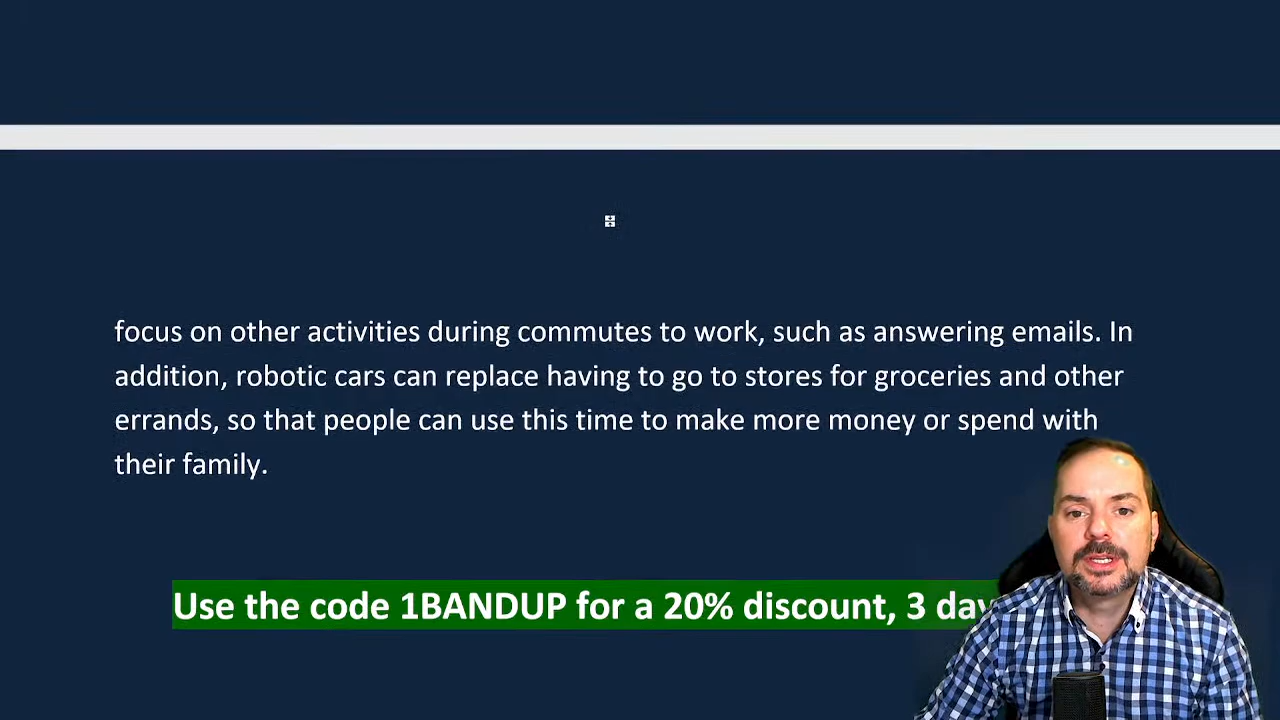 focus on other activities during commutes to work, such as answering emails. In
addition, robotic cars can replace having to go to stores for groceries and other
errands, so that people can use this time to make more money or spend with
their family.
Use the code 1BANDUP for a 20% discount, 3 day